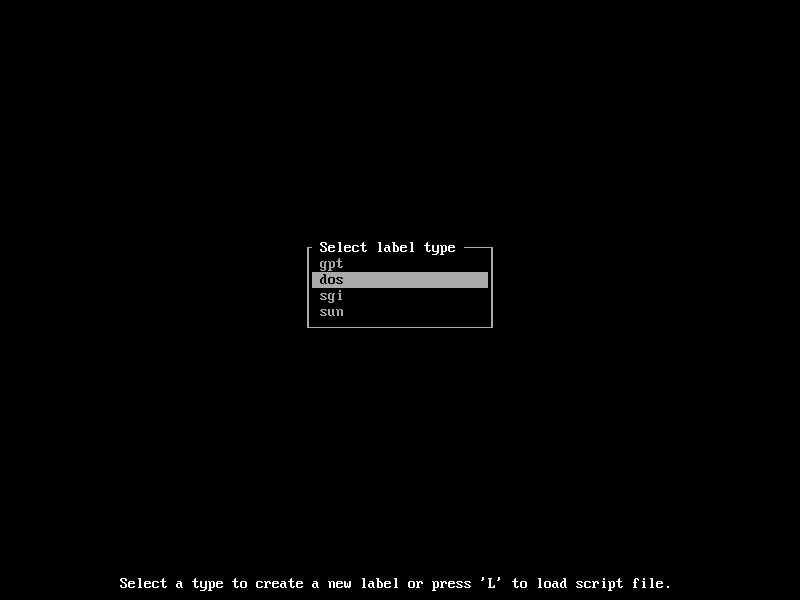 Select label type
gpt
dos
sgi
sun
Select a type to create a new label or press 'L' to load script file.